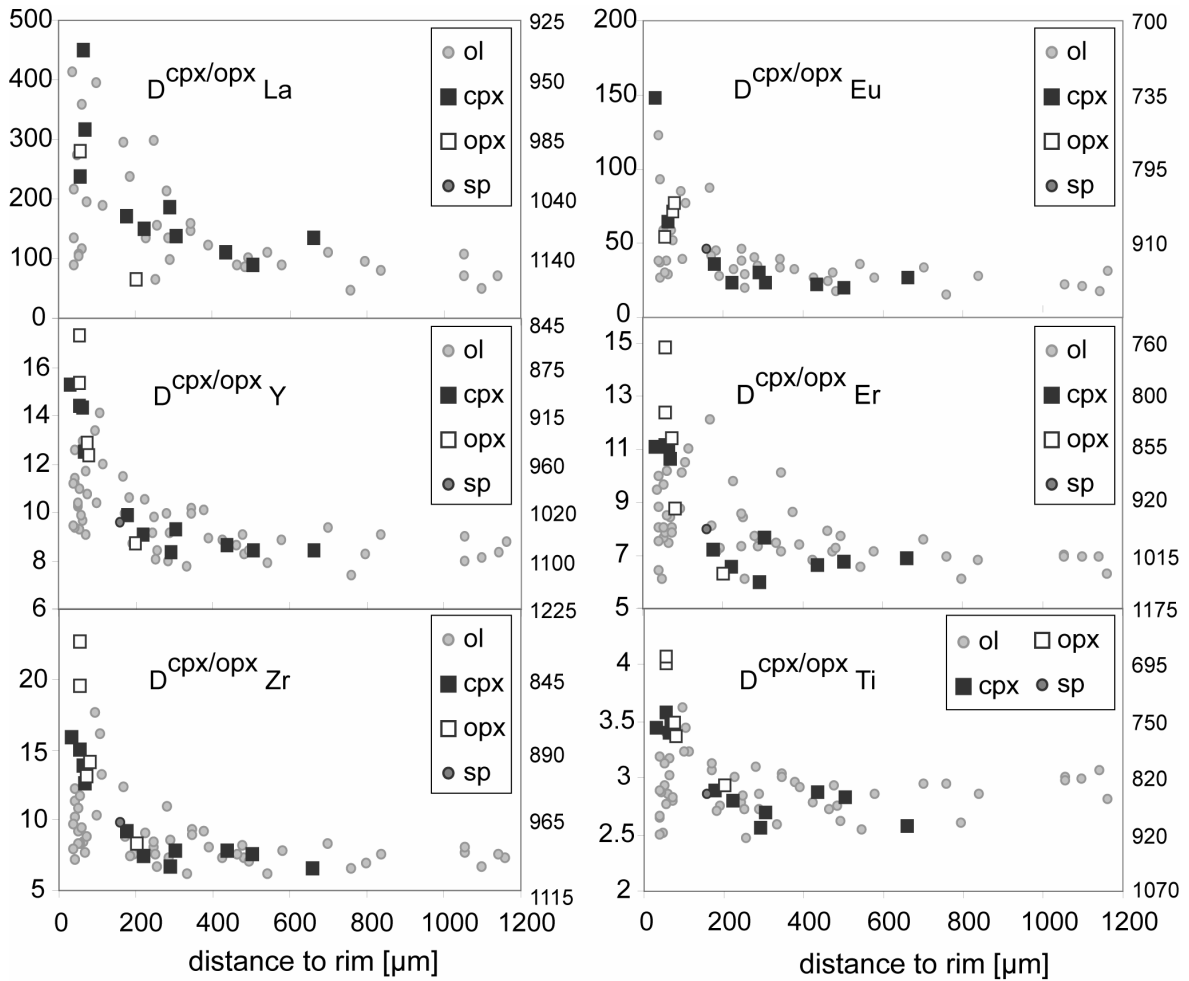 500
400
300
200
100
0
D cpx/opx La
ol
cpx
opx
sp
925
950
985
1040
1140
200
150
100
50
0
D cpx/opx Eu
ol
cpx
opx
sp
700
735
795
910
16
14
12
10
8
6
D cpx/opx Y
ol
cpx
opx
sp
845
875
915
960
1020
1100
1225
15
13
11
9
7
5
D cpx/opx Er
ol
cpx
opx
sp
760
800
855
920
1015
1175
20
15
10
5
D cpx/opx Zr
ol
cpx
opx
sp
845
890
965
1115
4
3.5
3
2.5
2
D cpx/opx Ti
ol opx
cpx sp
695
750
820
920
1070
0 200 400 600 800 1000 1200
distance to rim [µm]
0 200 400 600 800 1000 1200
distance to rim [µm]